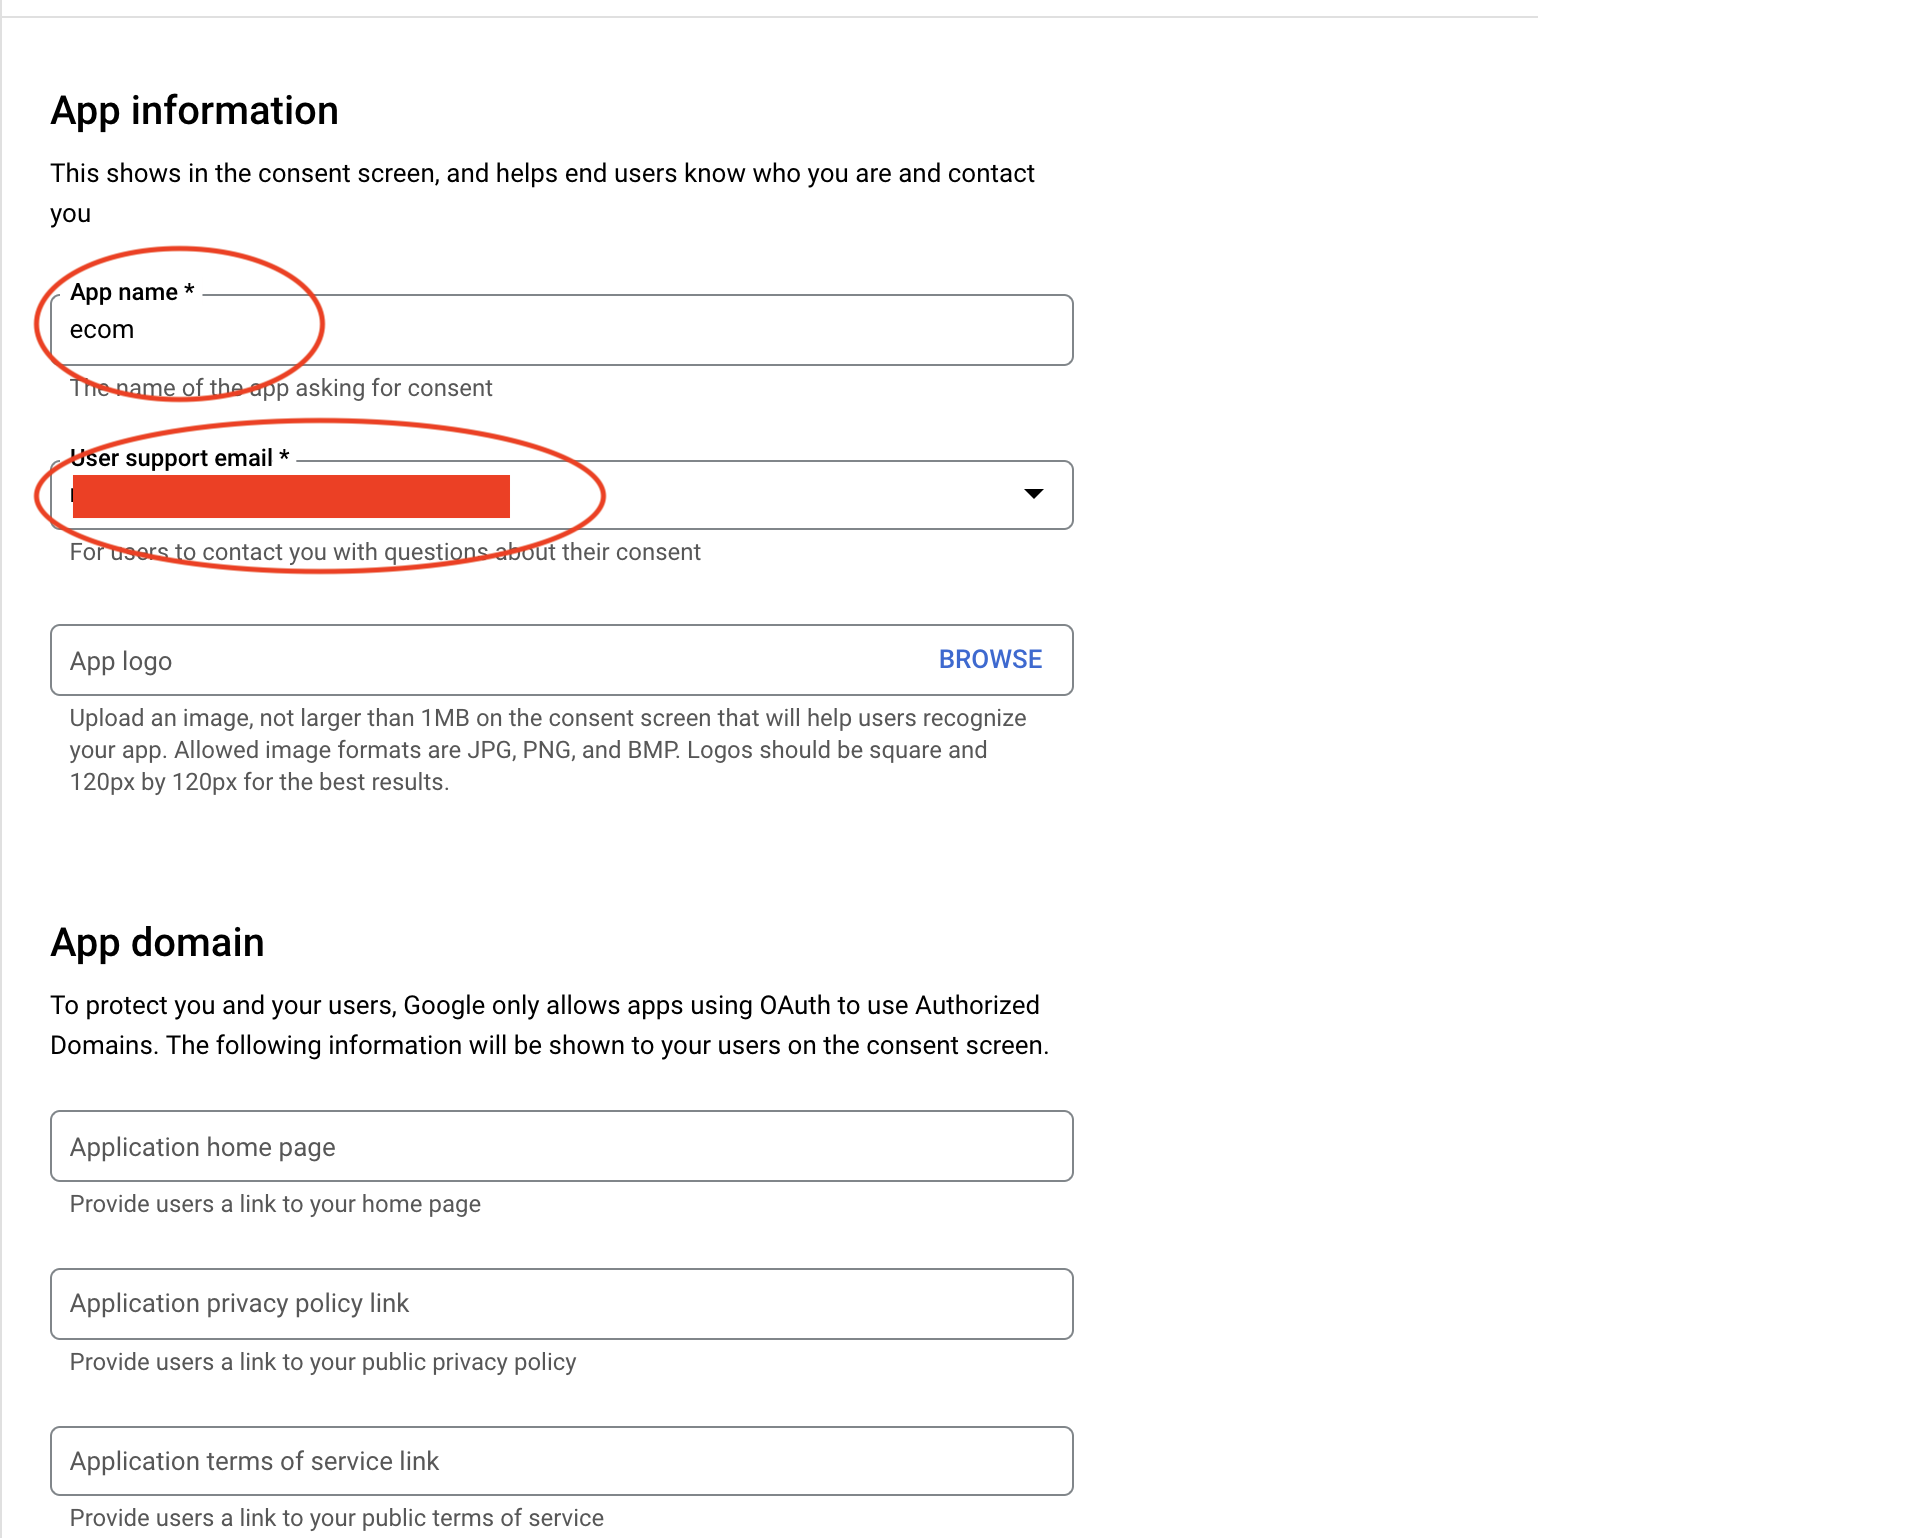 App information
This shows in the consent screen, and helps end users know who you are and contact
you
App name *
ecom
The name of the app asking for consent
User support email *
For users to contact you with questions about their consent
App logo
BROWSE
Upload an image, not larger than 1MB on the consent screen that will help users recognize
your app. Allowed image formats are JPG, PNG, and BMP. Logos should be square and
120px by 120px for the best results.
App domain
To protect you and your users, Google only allows apps using OAuth to use Authorized
Domains. The following information will be shown to your users on the consent screen.
Application home page
Provide users a link to your home page
Application privacy policy link
Provide users a link to your public privacy policy
Application terms of service link
Provide users a link to your public terms of service